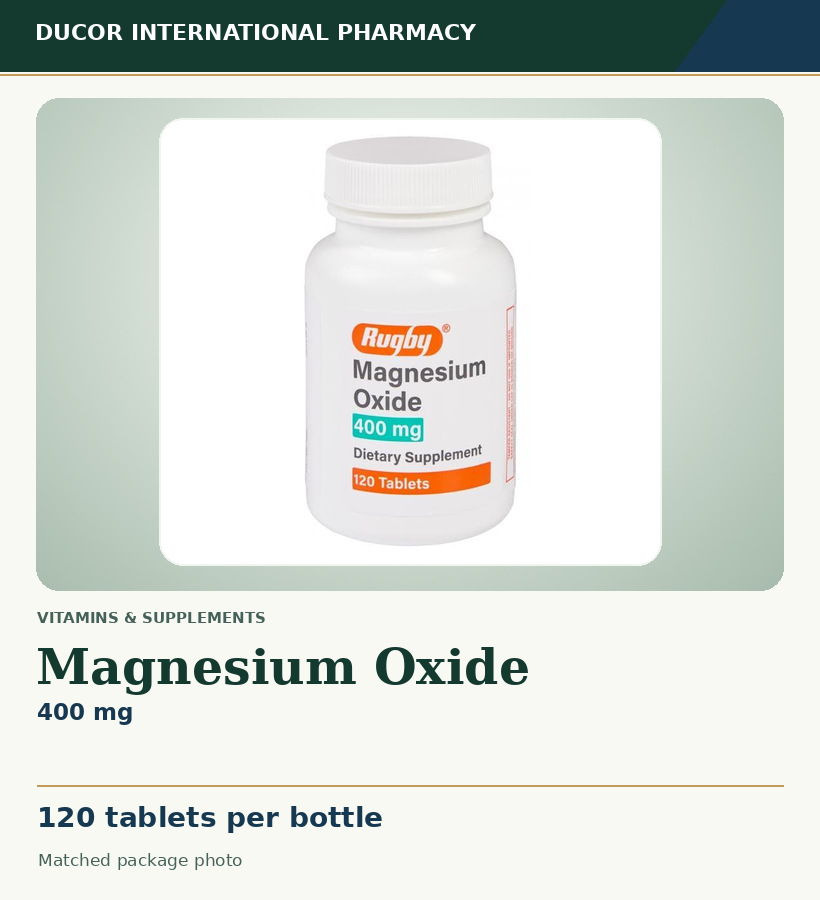 DUCOR INTERNATIONAL PHARMACY
Rugby®
Magnesium
Oxide
400 mg
Dietary Supplement
120 Tablets
VITAMINS & SUPPLEMENTS
Magnesium Oxide
400 mg
120 tablets per bottle
Matched package photo